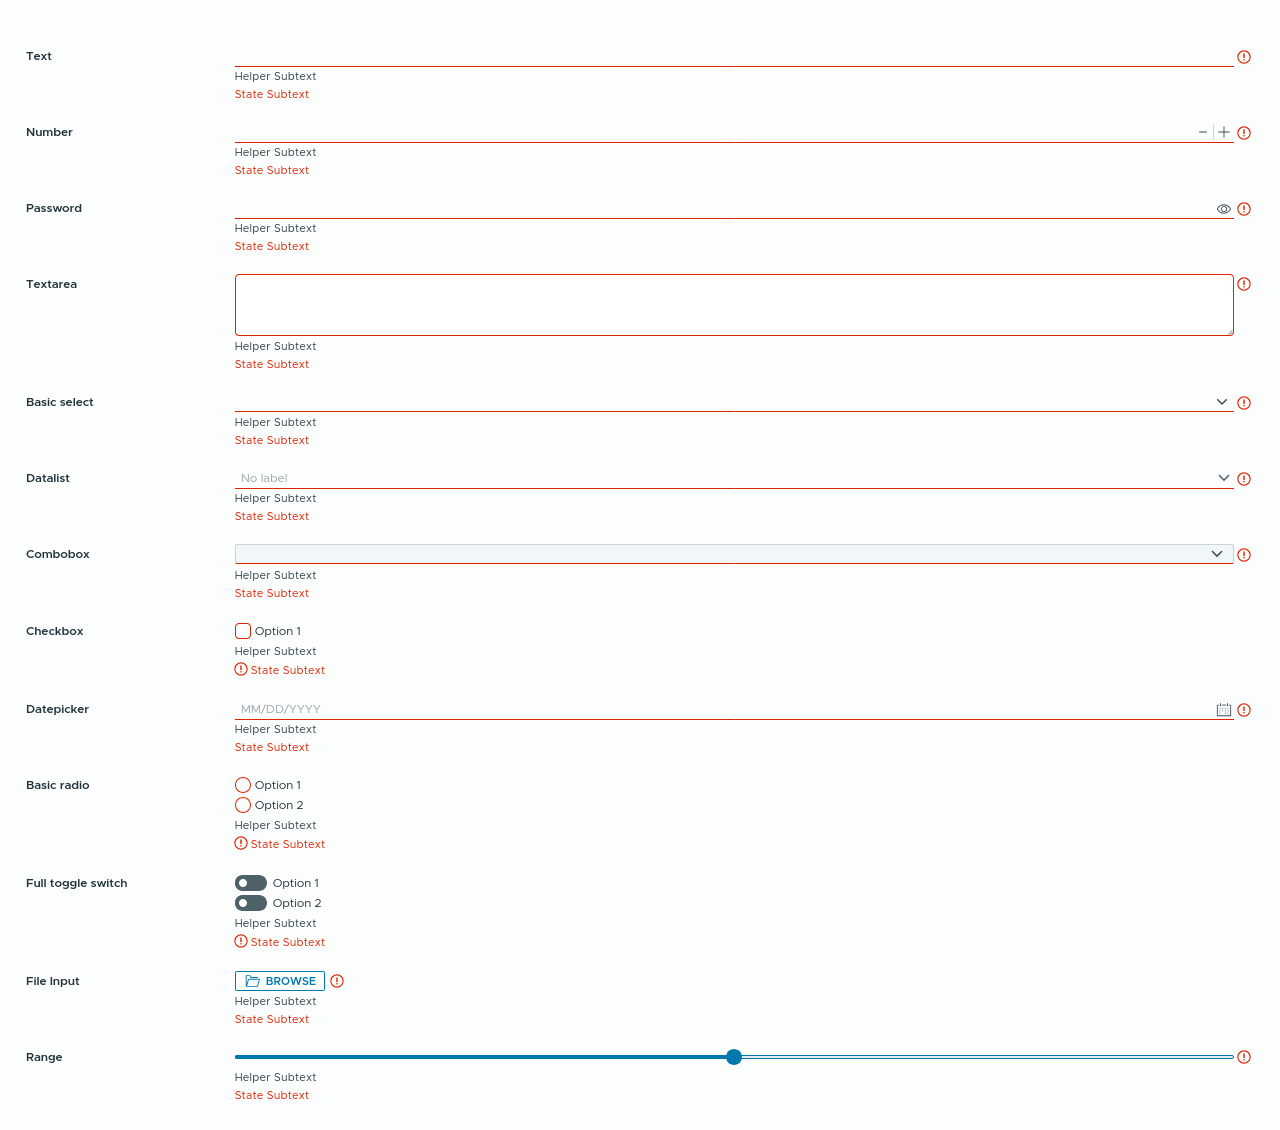 Text
Helper Subtext
State Subtext
Number
Helper Subtext
State Subtext
Password
Helper Subtext
State Subtext
Textarea
Helper Subtext
State Subtext
Basic select
Helper Subtext
State Subtext
Datalist
No label
Helper Subtext
State Subtext
Combobox
Helper Subtext
State Subtext
Checkbox
Option 1
Helper Subtext
State Subtext
Datepicker
MM/DD/YYYY
Helper Subtext
State Subtext
Basic radio
Option 1
Option 2
Helper Subtext
State Subtext
Full toggle switch
Option 1
Option 2
Helper Subtext
State Subtext
File Input
BROWSE
Helper Subtext
State Subtext
Range
Helper Subtext
State Subtext